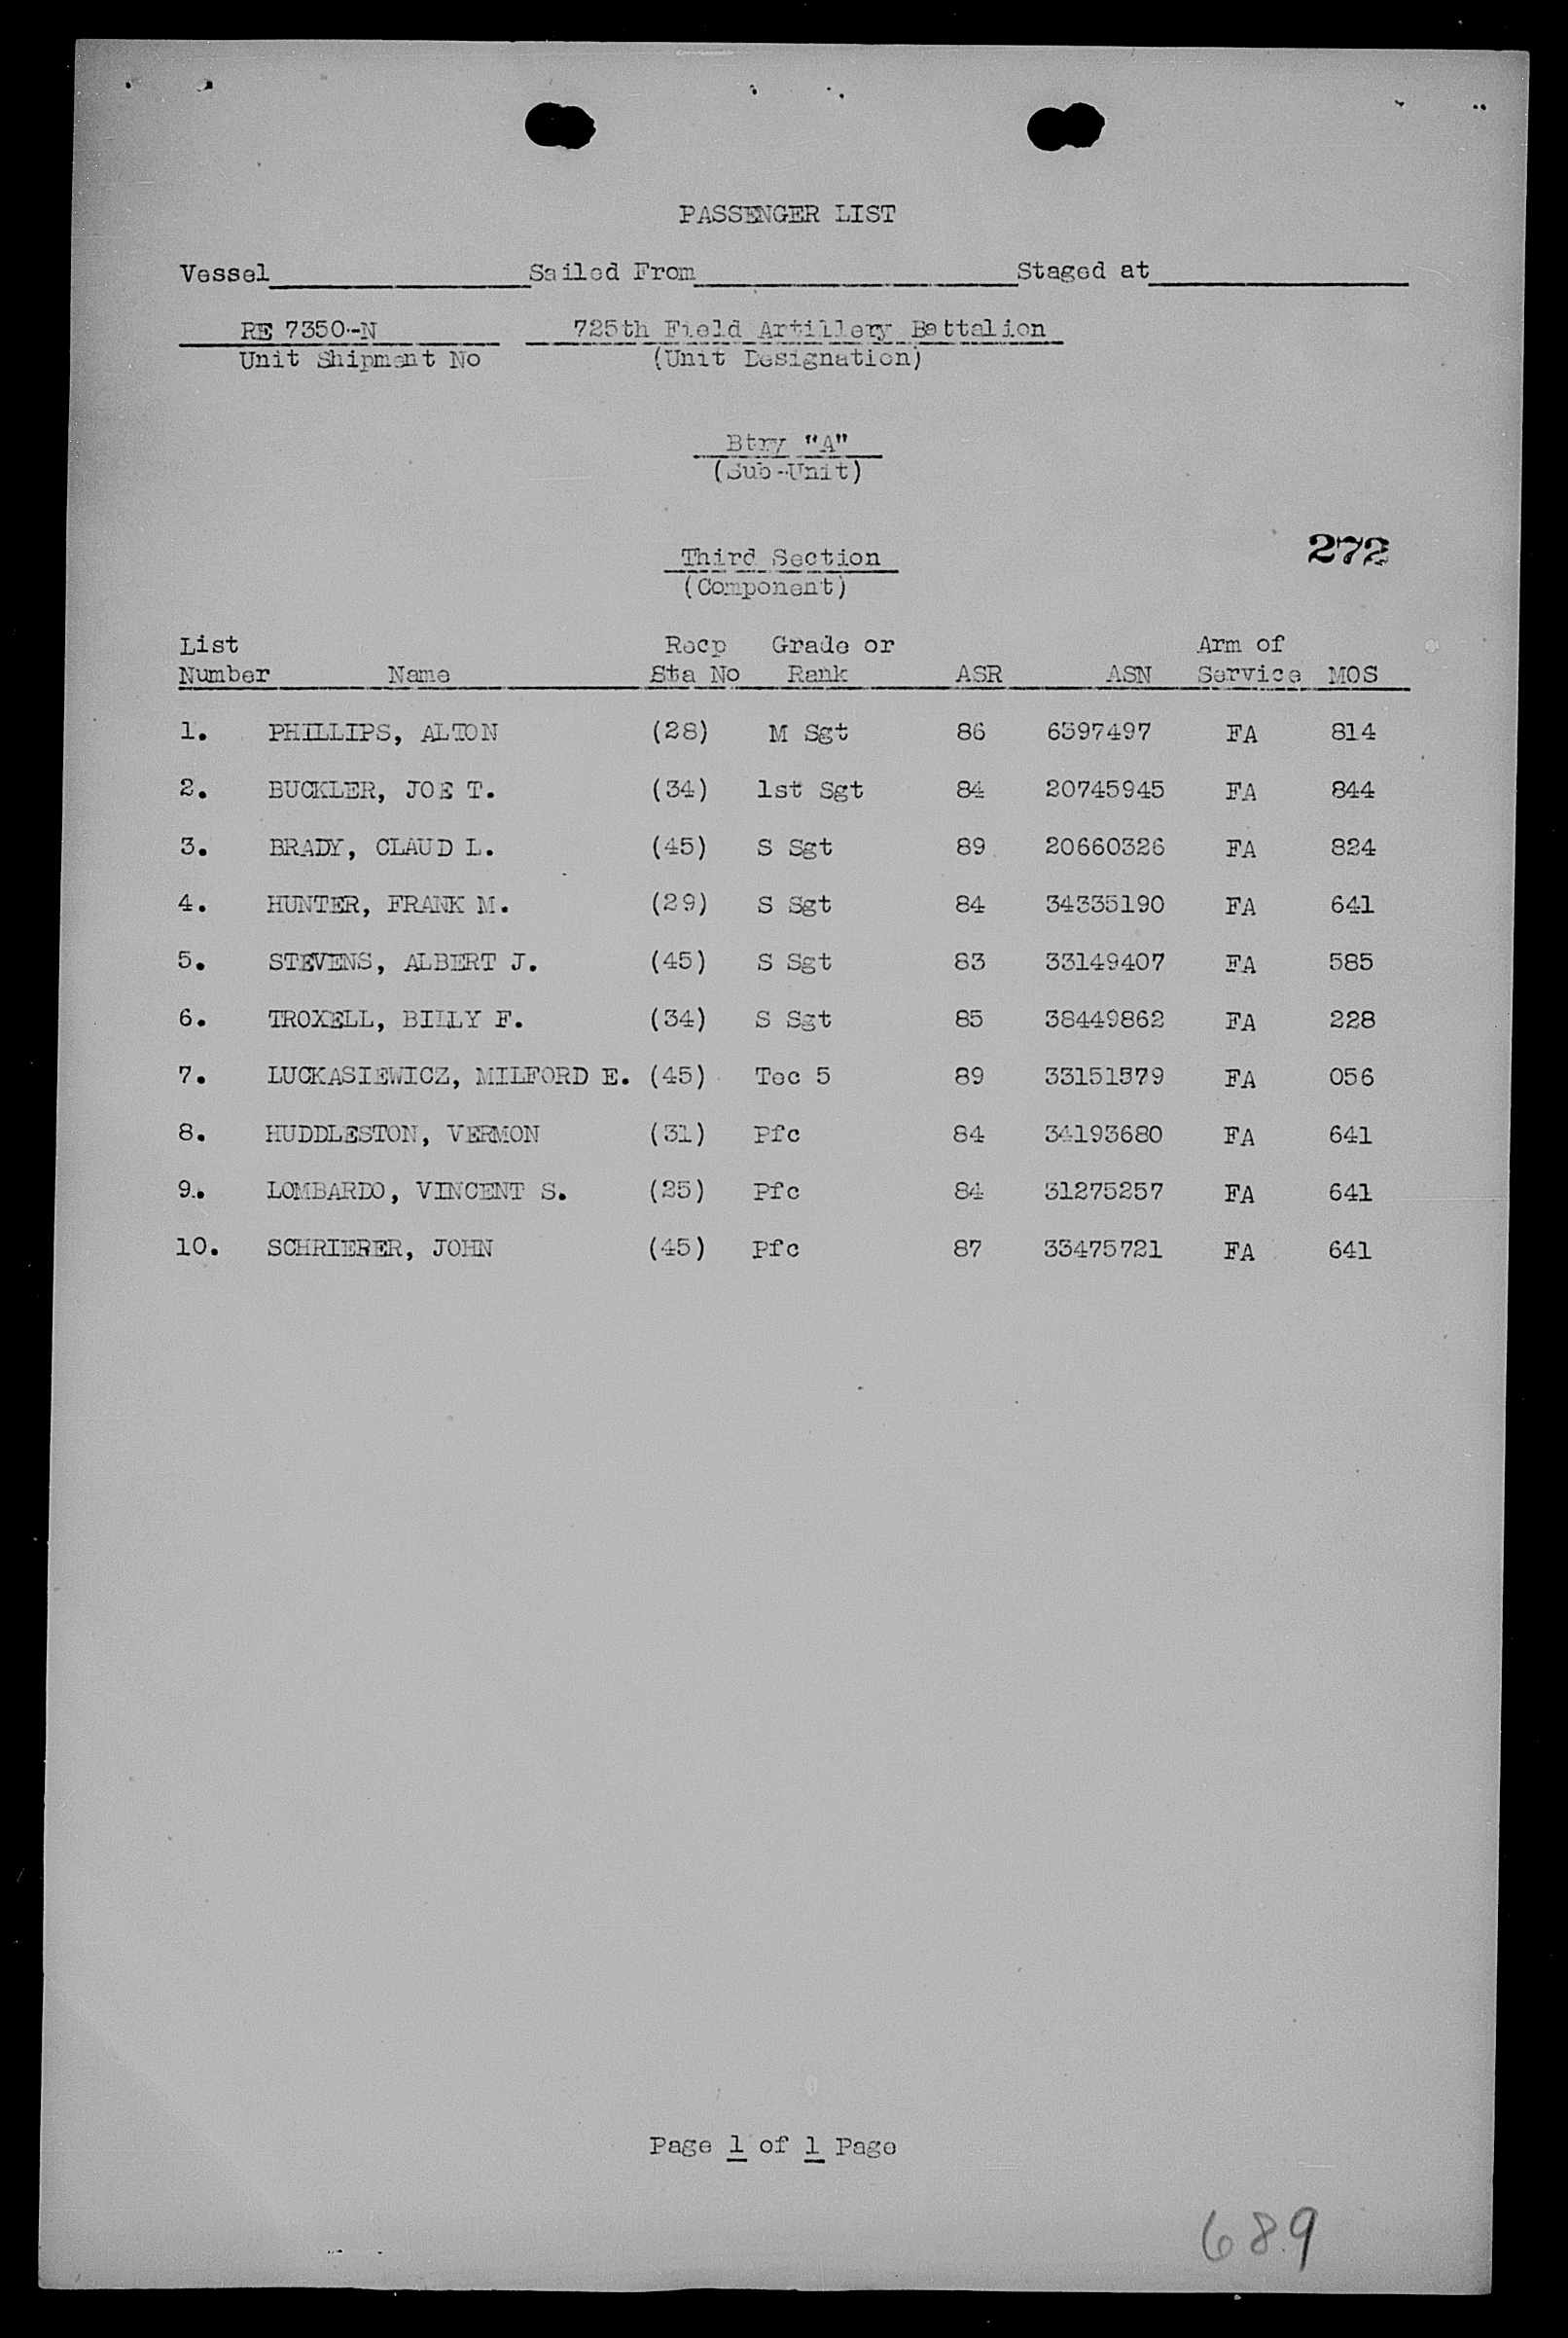 PASSENGER LIST
Vessel Sailed From Staged at
RE 7350-N 725th Field Artillery Battalion
Unit Shipment No (Unit Designation)
Btry "A"
(Sub-Unit)
272
Third Section
(Component)
List Recp Grade or Arm of
Number Name Sta No Rank ASR ASN Service MOS
1. PHILLIPS, ALTON (28) M Sgt 86 6597497 FA 814
2. BUCKLER, JOE T. (34) 1st Sgt 84 20745945 FA 844
3. BRADY, CLAUD L. (45) S Sgt 89 20660326 FA 824
4. HUNTER, FRANK M. (29) S Sgt 84 34335190 FA 641
5. STEVENS, ALBERT J. (45) S Sgt 83 33149407 FA 585
6. TROXELL, BILLY F. (34) S Sgt 85 38449862 FA 228
7. LUCKASIEWICZ, MILFORD E. (45) Tec 5 89 33151579 FA 056
8. HUDDLESTON, VERMON (31) Pfc 84 34193680 FA 641
9. LOMBARDO, VINCENT S. (25) Pfc 84 31275257 FA 641
10. SCHRIERER, JOHN (45) Pfc 87 33475721 FA 641
Page 1 of 1 Page
689